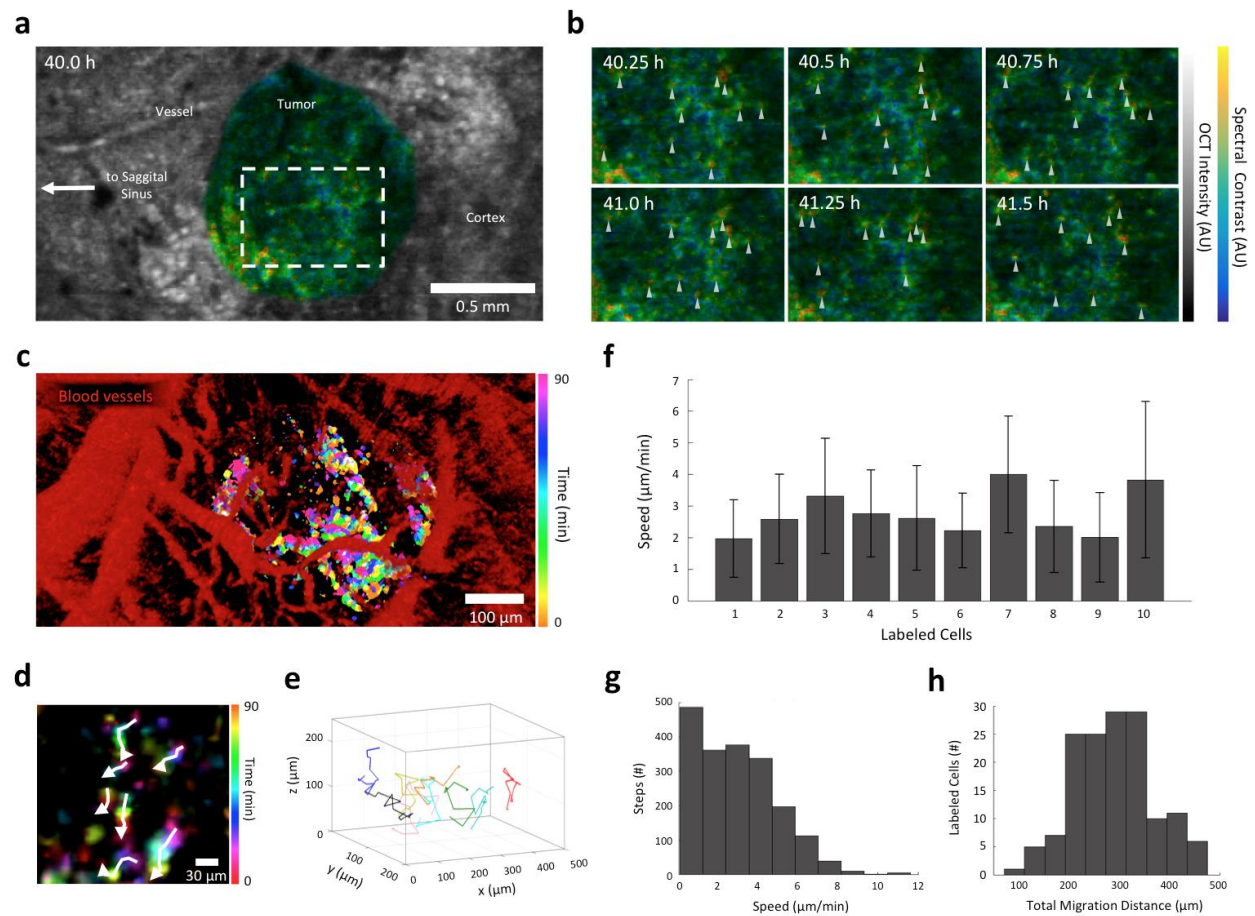 a
40.0 h
Vessel
Tumor
to Saggital
Sinus
Cortex
0.5 mm
b
40.25 h
40.5 h
40.75 h
41.0 h
41.25 h
41.5 h
OCT Intensity (AU)
Spectral Contrast (AU)
c
Blood vessels
100 μm
90
Time (min)
0
d
30 μm
90
Time (min)
0
e
z (μm)
200
100
0
y (μm)
100
200
x (μm)
0
100
200
300
400
500
f
Speed (μm/min)
7
6
5
4
3
2
1
0
1 2 3 4 5 6 7 8 9 10
Labeled Cells
g
Steps (#)
500
400
300
200
100
0
0 2 4 6 8 10 12
Speed (μm/min)
h
Labeled Cells (#)
30
25
20
15
10
5
0
100 200 300 400 500
Total Migration Distance (μm)